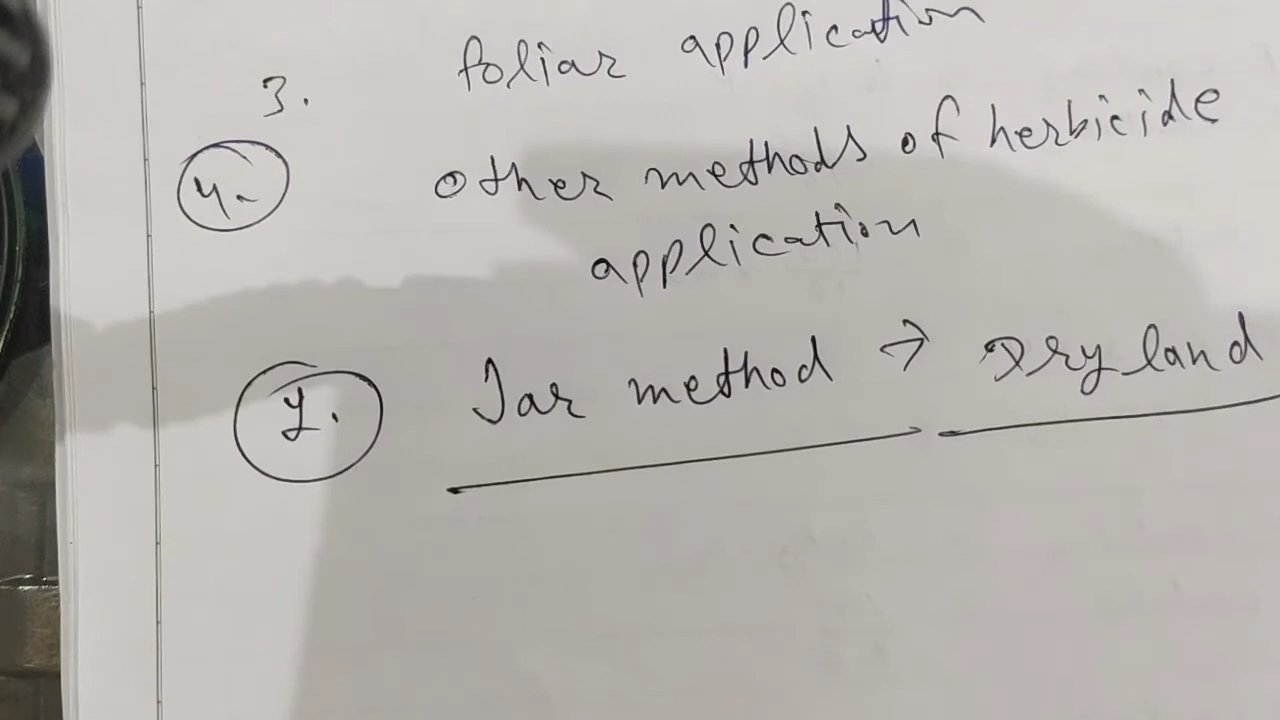 3. foliar application
4. other methods of herbicide
application
1. Jar method → Dry land